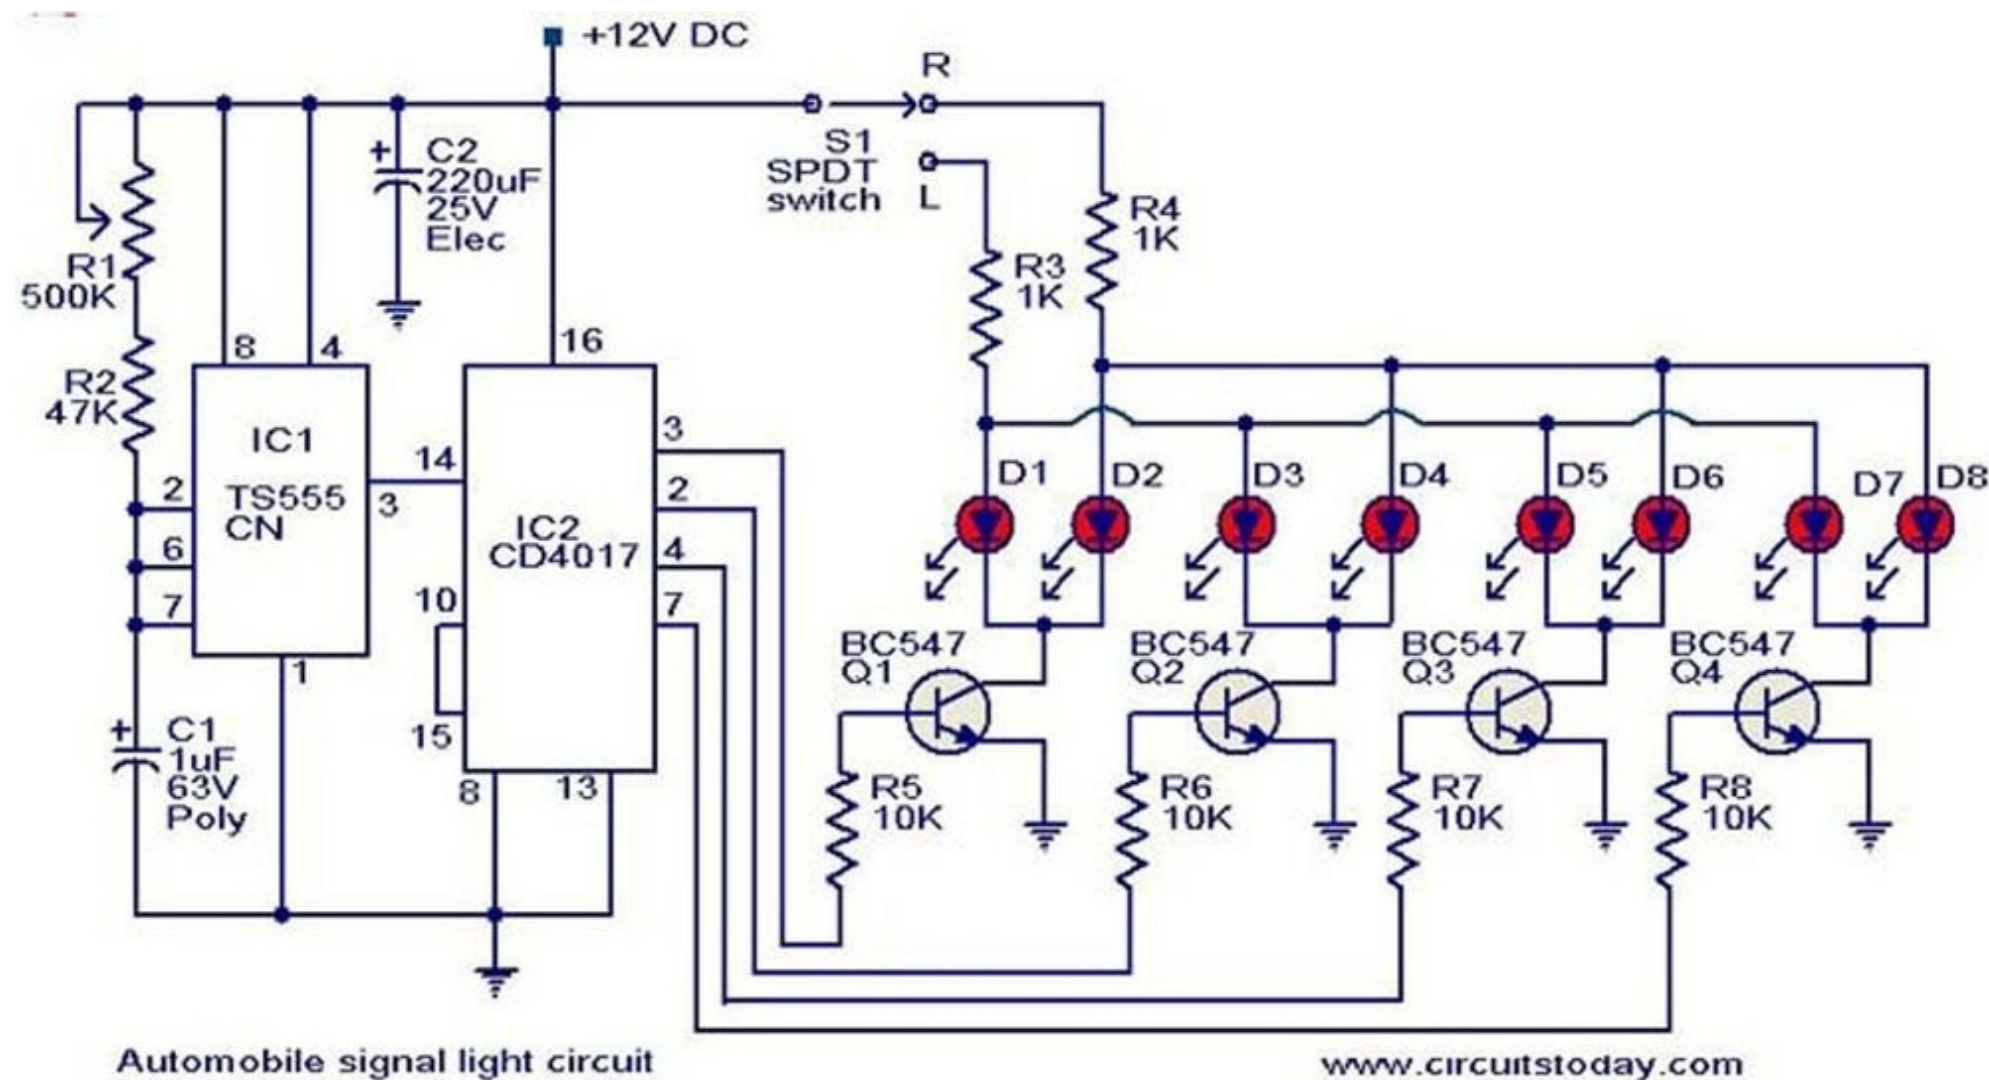 +12V DC
R
S1
SPDT
switch
L
C2
220uF
25V
Elec
+
R1
500K
R4
1K
R3
1K
8
4
16
R2
47K
IC1
TS555
CN
2
6
7
3
1
14
10
15
IC2
CD4017
3
2
4
7
8
13
D1
D2
D3
D4
D5
D6
D7
D8
BC547
Q1
BC547
Q2
BC547
Q3
BC547
Q4
+
C1
1uF
63V
Poly
R5
10K
R6
10K
R7
10K
R8
10K
Automobile signal light circuit
www.circuitstoday.com